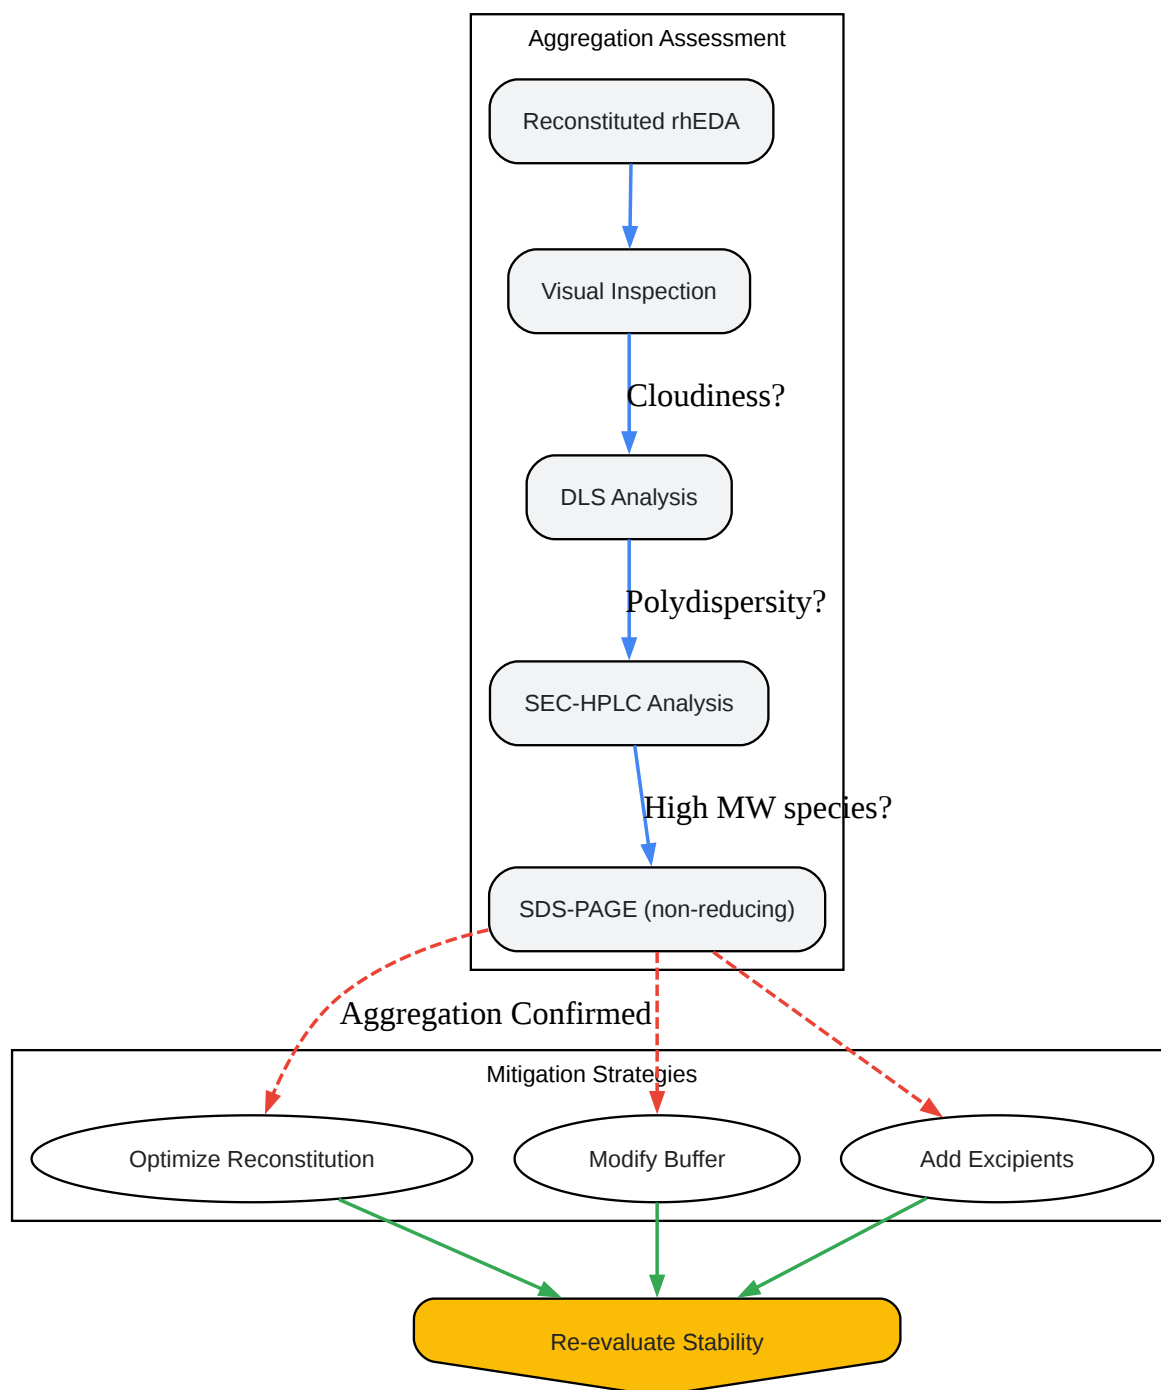 Aggregation Assessment
Reconstituted rhEDA
Visual Inspection
Cloudiness?
DLS Analysis
Polydispersity?
SEC-HPLC Analysis
High MW species?
SDS-PAGE (non-reducing)
Aggregation Confirmed
Mitigation Strategies
Optimize Reconstitution
Modify Buffer
Add Excipients
Re-evaluate Stability